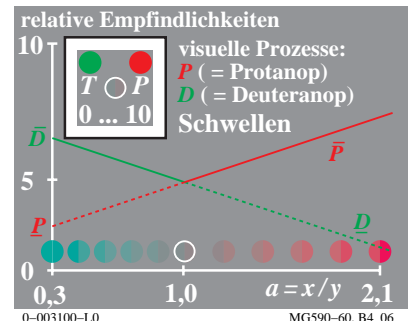 relative Empfindlichkeiten
10
visuelle Prozesse:
P ( = Protanop)
D ( = Deuteranop)
Schwellen
T P
0 ... 10
D
P
5
P
D
0
0,3 1,0 a = x / y 2,1
0–003100–L0 MG590–60, B4_06